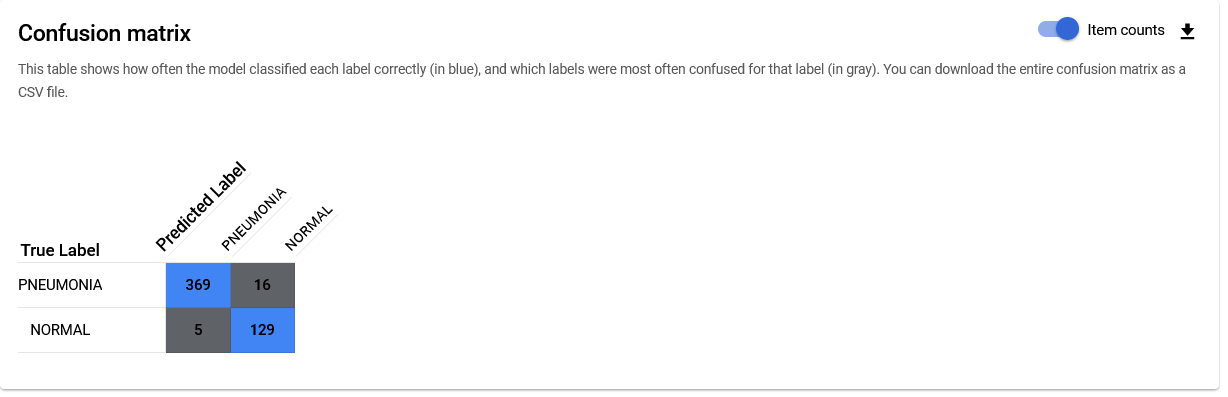 Confusion matrix
Item counts
This table shows how often the model classified each label correctly (in blue), and which labels were most often confused for that label (in gray). You can download the entire confusion matrix as a
CSV file.
True Label
Predicted Label
PNEUMONIA
NORMAL
PNEUMONIA 369 16
NORMAL 5 129